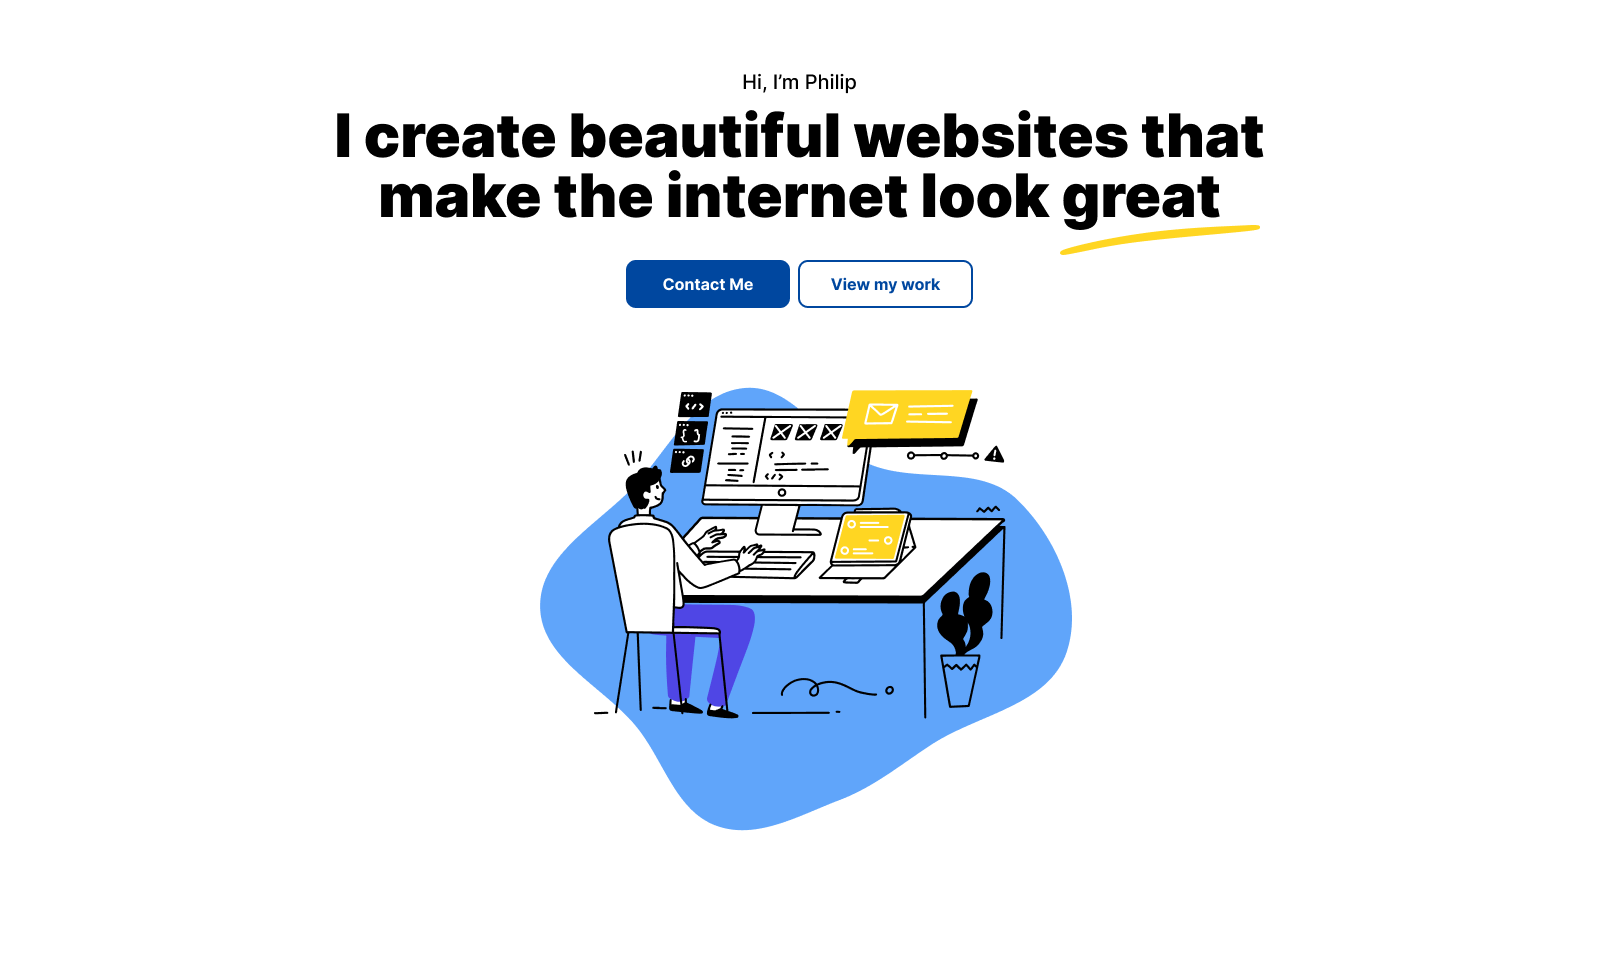 Hi, I’m Philip
I create beautiful websites that
make the internet look great
Contact Me
View my work